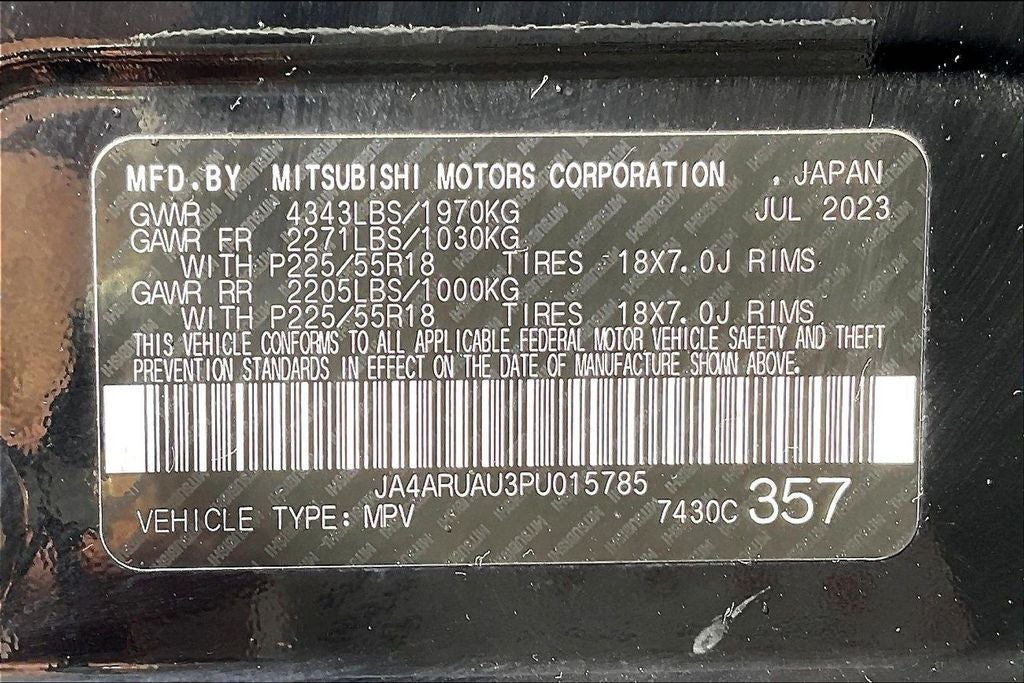 MFD.BY MITSUBISHI MOTORS CORPORATION . JAPAN
GVWR 4343LBS/1970KG JUL 2023
GAWR FR 2271LBS/1030KG
WITH P225/55R18 TIRES 18X7.0J RIMS
GAWR RR 2205LBS/1000KG
WITH P225/55R18 TIRES 18X7.0J RIMS
THIS VEHICLE CONFORMS TO ALL APPLICABLE FEDERAL MOTOR VEHICLE SAFETY AND THEFT
PREVENTION STANDARDS IN EFFECT ON THE DATE OF MANUFACTURE SHOWN ABOVE.
JA4ARUAU3PU015785
VEHICLE TYPE: MPV 7430C 357